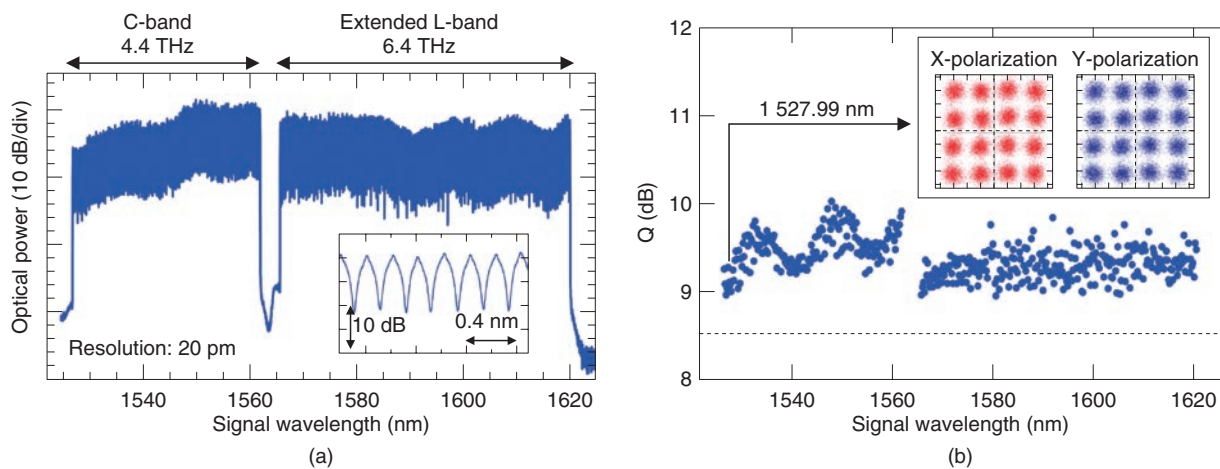 C-band
4.4 THz
Extended L-band
6.4 THz
Optical power (10 dB/div)
10 dB
0.4 nm
Resolution: 20 pm
1540
1560
1580
1600
1620
Signal wavelength (nm)
(a)
12
11
10
9
8
Q (dB)
X-polarization
Y-polarization
1 527.99 nm
1540
1560
1580
1600
1620
Signal wavelength (nm)
(b)